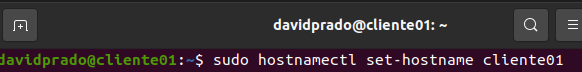 davidprado@cliente01: ~
davidprado@cliente01:~$ sudo hostnamectl set-hostname cliente01